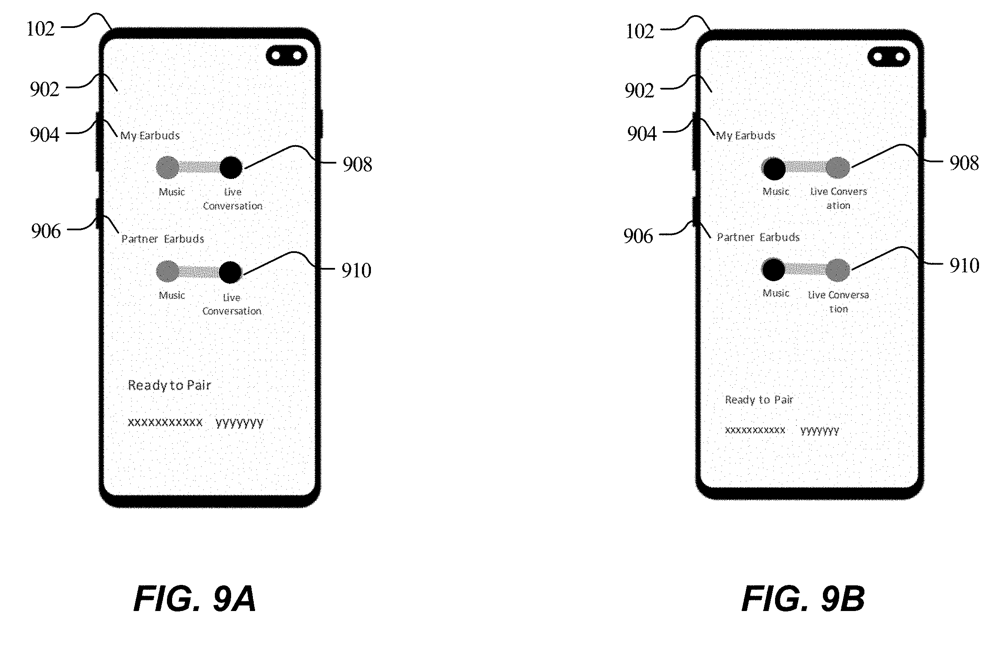 102
902
904
My Earbuds
908
Music
Live
Conversation
906
Partner Earbuds
910
Music
Live
Conversation
Ready to Pair
xxxxxxxxxxx yyyyyyy
FIG. 9A
102
902
904
My Earbuds
908
Music
Live Convers
ation
906
Partner Earbuds
910
Music
Live Conversa
tion
Ready to Pair
xxxxxxxxxxx yyyyyyy
FIG. 9B